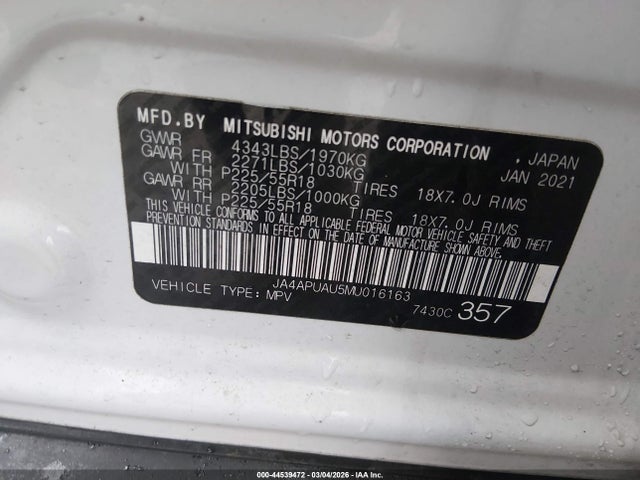 MFD.BY MITSUBISHI MOTORS CORPORATION , JAPAN
GVWR 4343LBS/1970KG JAN 2021
GAWR FR 2271LBS/1030KG
WITH P225/55R18 TIRES 18X7.0J RIMS
GAWR RR 2205LBS/1000KG
WITH P225/55R18 TIRES 18X7.0J RIMS
THIS VEHICLE CONFORMS TO ALL APPLICABLE FEDERAL MOTOR VEHICLE SAFETY AND THEFT
PREVENTION STANDARDS IN EFFECT ON THE DATE OF MANUFACTURE SHOWN ABOVE.
JA4APUAU5MU016163
VEHICLE TYPE: MPV 7430C 357
000-44539472 - 03/04/2026 - IAA, Inc.